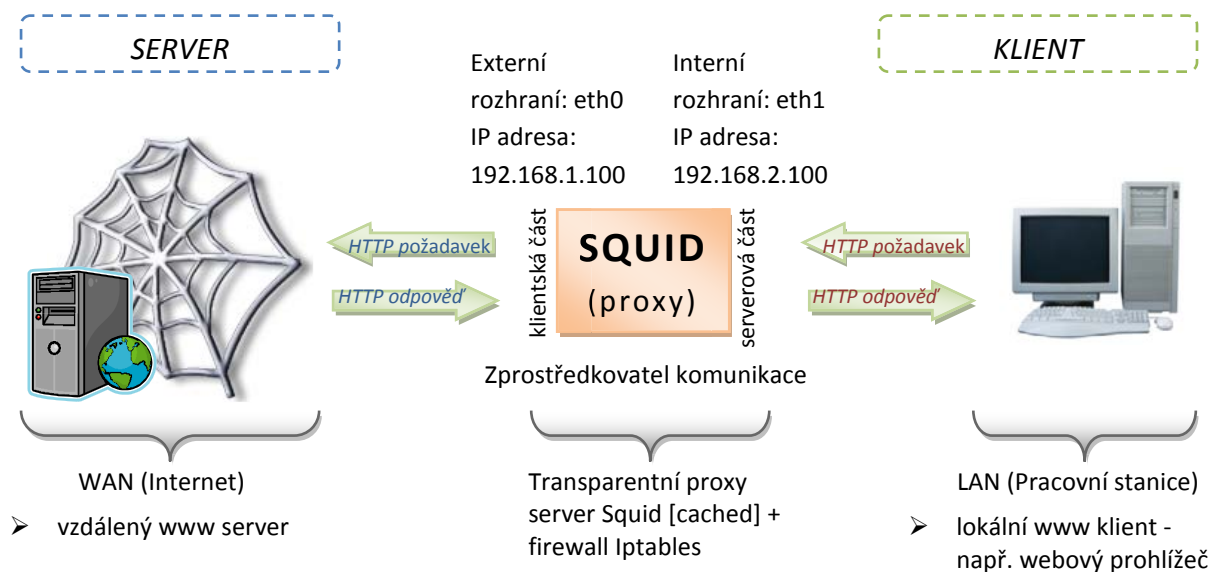 SERVER
KLIENT
Externí
rozhraní: eth0
IP adresa:
192.168.1.100
Interní
rozhraní: eth1
IP adresa:
192.168.2.100
HTTP požadavek
HTTP odpověď
klientská část
SQUID
(proxy)
serverová část
HTTP požadavek
HTTP odpověď
Zprostředkovatel komunikace
WAN (Internet)
➢ vzdálený www server
Transparentní proxy
server Squid [cached] +
firewall Iptables
LAN (Pracovní stanice)
➢ lokální www klient -
např. webový prohlížeč